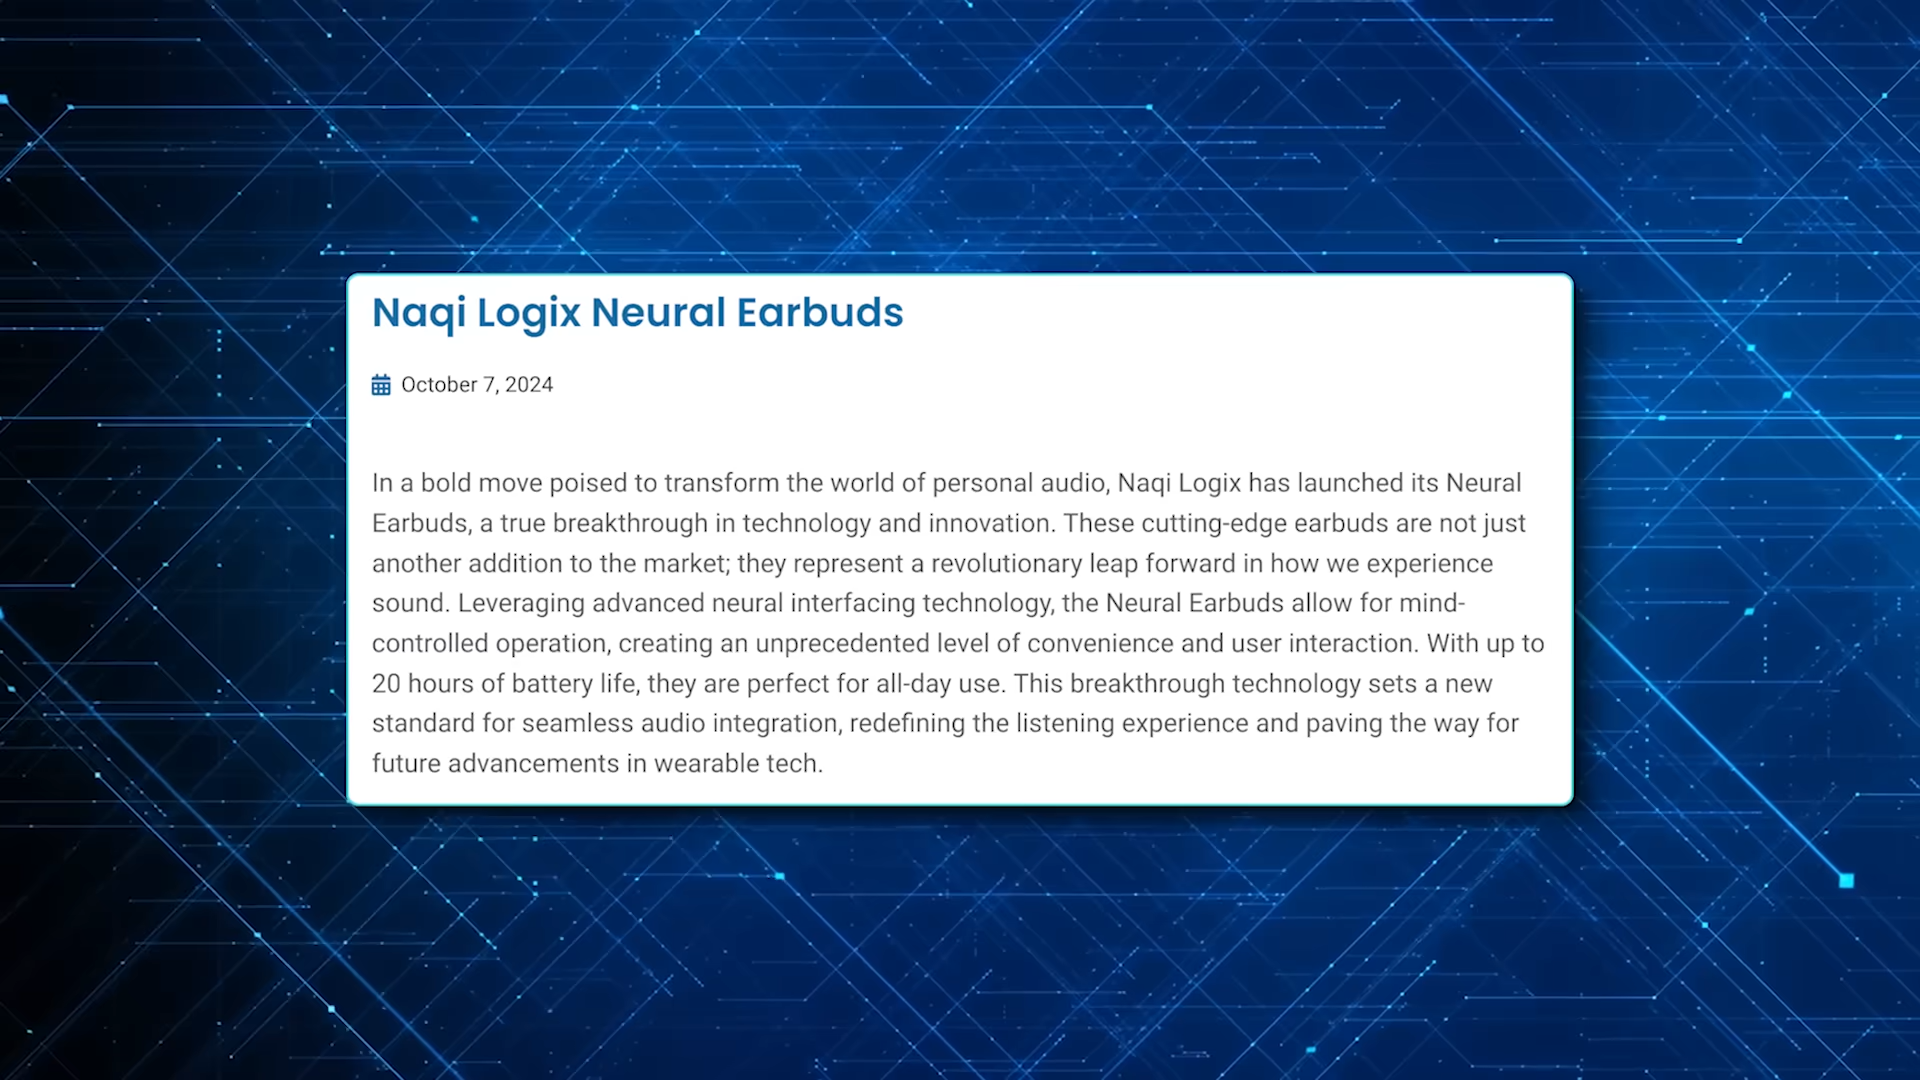 Naqi Logix Neural Earbuds
October 7, 2024
In a bold move poised to transform the world of personal audio, Naqi Logix has launched its Neural
Earbuds, a true breakthrough in technology and innovation. These cutting-edge earbuds are not just
another addition to the market; they represent a revolutionary leap forward in how we experience
sound. Leveraging advanced neural interfacing technology, the Neural Earbuds allow for mind-
controlled operation, creating an unprecedented level of convenience and user interaction. With up to
20 hours of battery life, they are perfect for all-day use. This breakthrough technology sets a new
standard for seamless audio integration, redefining the listening experience and paving the way for
future advancements in wearable tech.